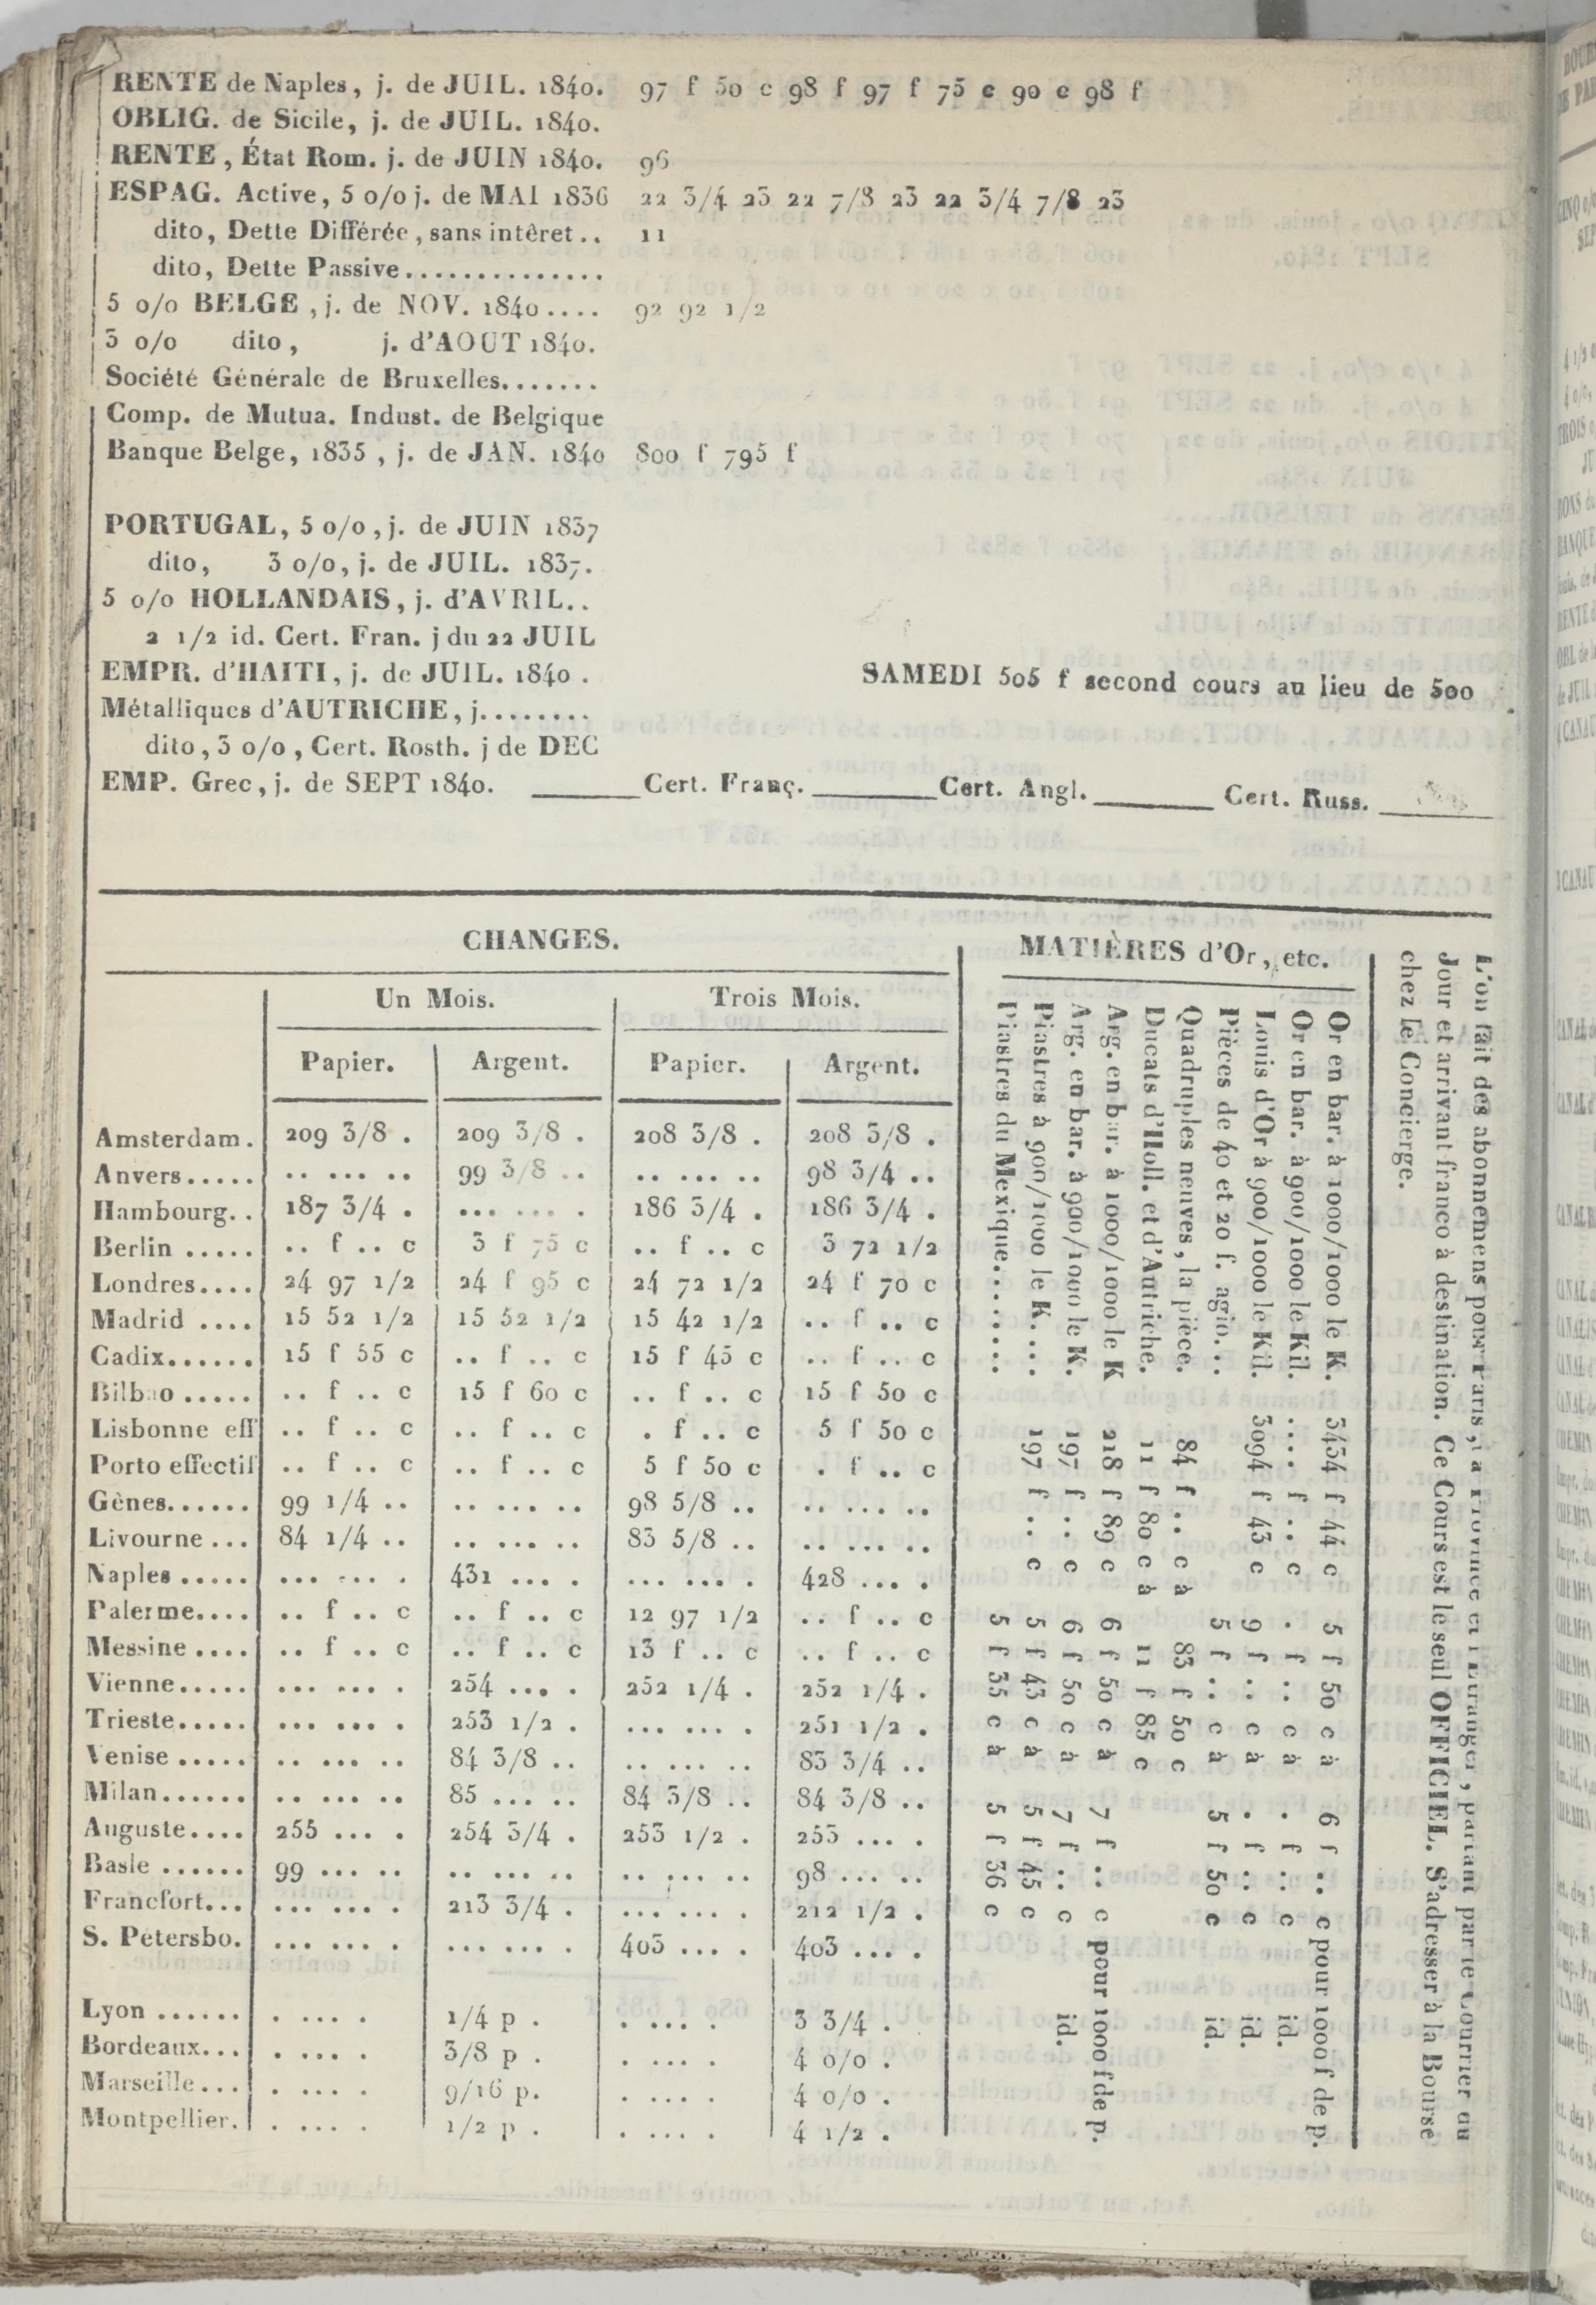 RENTE de Naples, j. de JUIL. 1840. 97 f 50 c 98 f 97 f 75 c 90 c 98 f
OBLIG. de Sicile, j. de JUIL. 1840.
RENTE, État Rom. j. de JUIN 1840. 96
ESPAG. Active, 5 o/o j. de MAI 1836 22 3/4 23 22 7/8 23 22 3/4 7/8 23
dito, Dette Différée, sans intêret.. 11
dito, Dette Passive..............
5 o/o BELGE, j. de NOV. 1840.... 92 92 1/2
3 o/o dito, j. d'AOUT 1840.
Société Générale de Bruxelles.......
Comp. de Mutua. Indust. de Belgique
Banque Belge, 1835, j. de JAN. 1840 800 f 795 f
PORTUGAL, 5 o/o, j. de JUIN 1837
dito, 3 o/o, j. de JUIL. 1837.
5 o/o HOLLANDAIS, j. d'AVRIL..
2 1/2 id. Cert. Fran. j du 22 JUIL
EMPR. d'HAITI, j. de JUIL. 1840 . SAMEDI 505 f second cours au lieu de 500
Métalliques d'AUTRICHE, j........
dito, 3 o/o, Cert. Rosth. j de DEC
EMP. Grec, j. de SEPT 1840. ______Cert. Franç. ______Cert. Angl. ______ Cert. Russ. ______
CHANGES.
Un Mois. Trois Mois.
Papier. Argent. Papier. Argent.
Amsterdam. 209 3/8 . 209 3/8 . 208 3/8 . 208 3/8 .
Anvers..... .. ... .. 99 3/8 .. .. ... .. 98 3/4 ..
Hambourg.. 187 3/4 . ... ... . 186 3/4 . 186 3/4 .
Berlin ..... .. f .. c 3 f 75 c .. f .. c 3 72 1/2
Londres.... 24 97 1/2 24 f 95 c 24 72 1/2 24 f 70 c
Madrid .... 15 52 1/2 15 52 1/2 15 42 1/2 .. f .. c
Cadix...... 15 f 55 c .. f .. c 15 f 45 c .. f .. c
Bilbao ..... .. f .. c 15 f 60 c .. f .. c 15 f 50 c
Lisbonne eff .. f .. c .. f .. c . f .. c 5 f 50 c
Porto effectif .. f .. c .. f .. c 5 f 50 c . f .. c
Gènes...... 99 1/4 .. .. ... .. 98 5/8 .. .. ... ..
Livourne ... 84 1/4 .. .. ... .. 83 5/8 .. .. ... ..
Naples ..... ... ... . 431 ... . ... ... . 428 ... .
Palerme.... .. f .. c .. f .. c 12 97 1/2 .. f .. c
Messine .... .. f .. c .. f .. c 13 f .. c .. f .. c
Vienne..... ... ... . 254 ... . 252 1/4 . 252 1/4 .
Trieste..... ... ... . 253 1/2 . ... ... . 251 1/2 .
Venise ..... .. ... .. 84 3/8 .. .. ... .. 83 3/4 ..
Milan...... .. ... .. 85 ... .. 84 3/8 .. 84 3/8 ..
Auguste.... 255 ... . 254 3/4 . 253 1/2 . 253 ... .
Basle ...... 99 ... .. .. ... .. .. ... .. 98 ... ..
Francfort... ... ... . 213 3/4 . ... ... . 212 1/2 .
S. Pétersbo. ... ... . ... ... . 403 ... . 403 ... .
Lyon ...... . .... . 1/4 p . . .... . 3 3/4 .
Bordeaux... . .... . 3/8 p . . .... . 4 o/o .
Marseille... . .... . 9/16 p. . .... . 4 o/o .
Montpellier. . .... . 1/2 p . . .... . 4 1/2 .
MATIÈRES d'Or, etc.
Or en bar. à 1000/1000 le K. 3434 f 44 c 5 f 50 c à 6 f .. c pour 1000 f de p.
Or en bar. à 900/1000 le Kil. .... f .. c . f .. c à . f .. c id.
Louis d'Or à 900/1000 le Kil. 3094 f 43 c 9 f .. c à . f .. c id.
Pièces de 40 et 20 f. agio... 5 f .. c à 5 f 50 c id.
Quadruples neuves, la pièce. 84 f .. c à 83 f 50 c
Ducats d'Holl. et d'Autriche. 11 f 80 c à 11 f 85 c
Arg. en bar. à 1000/1000 le K 218 f 89 c 6 f 50 c à 7 f .. c pour 1000 f de p.
Arg. en bar. à 900/1000 le K. 197 f .. c 6 f 50 c à 7 f .. c id.
Piastres à 900/1000 le K.... 197 f .. c 5 f 43 c à 5 f 45 c
Piastres du Mexique........ 5 f 35 c à 5 f 36 c
L'on fait des abonnemens pour Paris, la Province et l'Etranger, partant par le Courrier du
Jour et arrivant franco à destination. Ce Cours est le seul OFFICIEL. S'adresser à la Bourse
chez le Concierge.